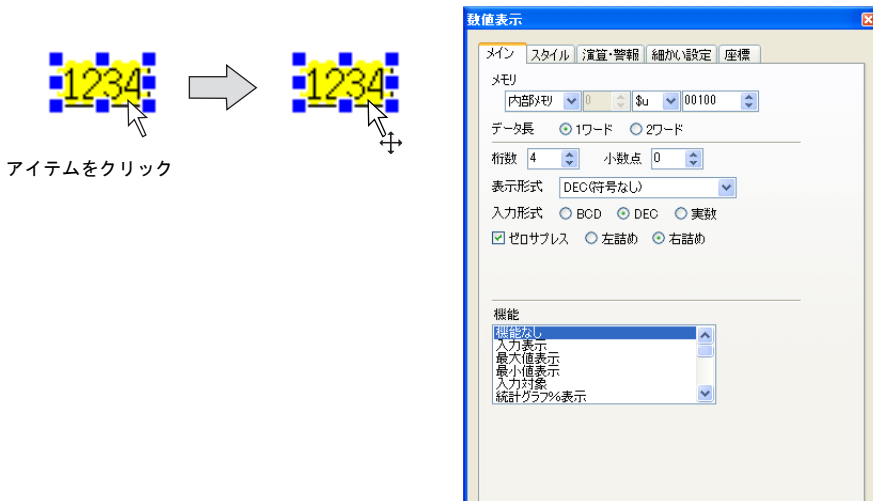 1234
1234
アイテムをクリック
数値表示
メイン スタイル 演算・警報 細かい設定 座標
メモリ
内部メモリ 0 $u 00100
データ長 1ワード 2ワード
桁数 4 小数点 0
表示形式 DEC(符号なし)
入力形式 BCD DEC 実数
ゼロサプレス 左詰め 右詰め
機能
機能なし
入力表示
最大値表示
最小値表示
入力対象
統計グラフ%表示